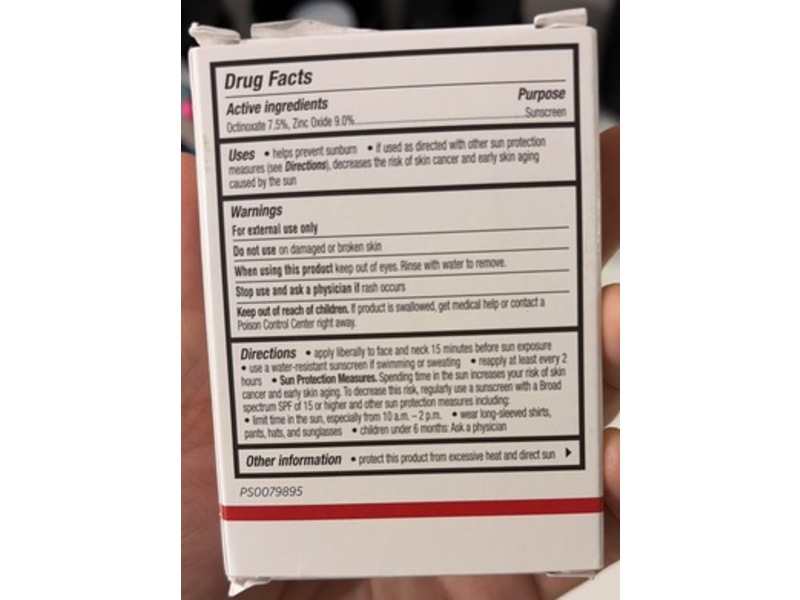 Drug Facts
Active ingredients Purpose
Octinoxate 7.5%, Zinc Oxide 9.0%..............................Sunscreen
Uses • helps prevent sunburn • if used as directed with other sun protection
measures (see Directions), decreases the risk of skin cancer and early skin aging
caused by the sun
Warnings
For external use only
Do not use on damaged or broken skin
When using this product keep out of eyes. Rinse with water to remove.
Stop use and ask a physician if rash occurs
Keep out of reach of children. If product is swallowed, get medical help or contact a
Poison Control Center right away.
Directions • apply liberally to face and neck 15 minutes before sun exposure
• use a water-resistant sunscreen if swimming or sweating • reapply at least every 2
hours • Sun Protection Measures. Spending time in the sun increases your risk of skin
cancer and early skin aging. To decrease this risk, regularly use a sunscreen with a Broad
spectrum SPF of 15 or higher and other sun protection measures including:
• limit time in the sun, especially from 10 a.m. – 2 p.m. • wear long-sleeved shirts,
pants, hats, and sunglasses • children under 6 months: Ask a physician
Other information • protect this product from excessive heat and direct sun
PS0079895